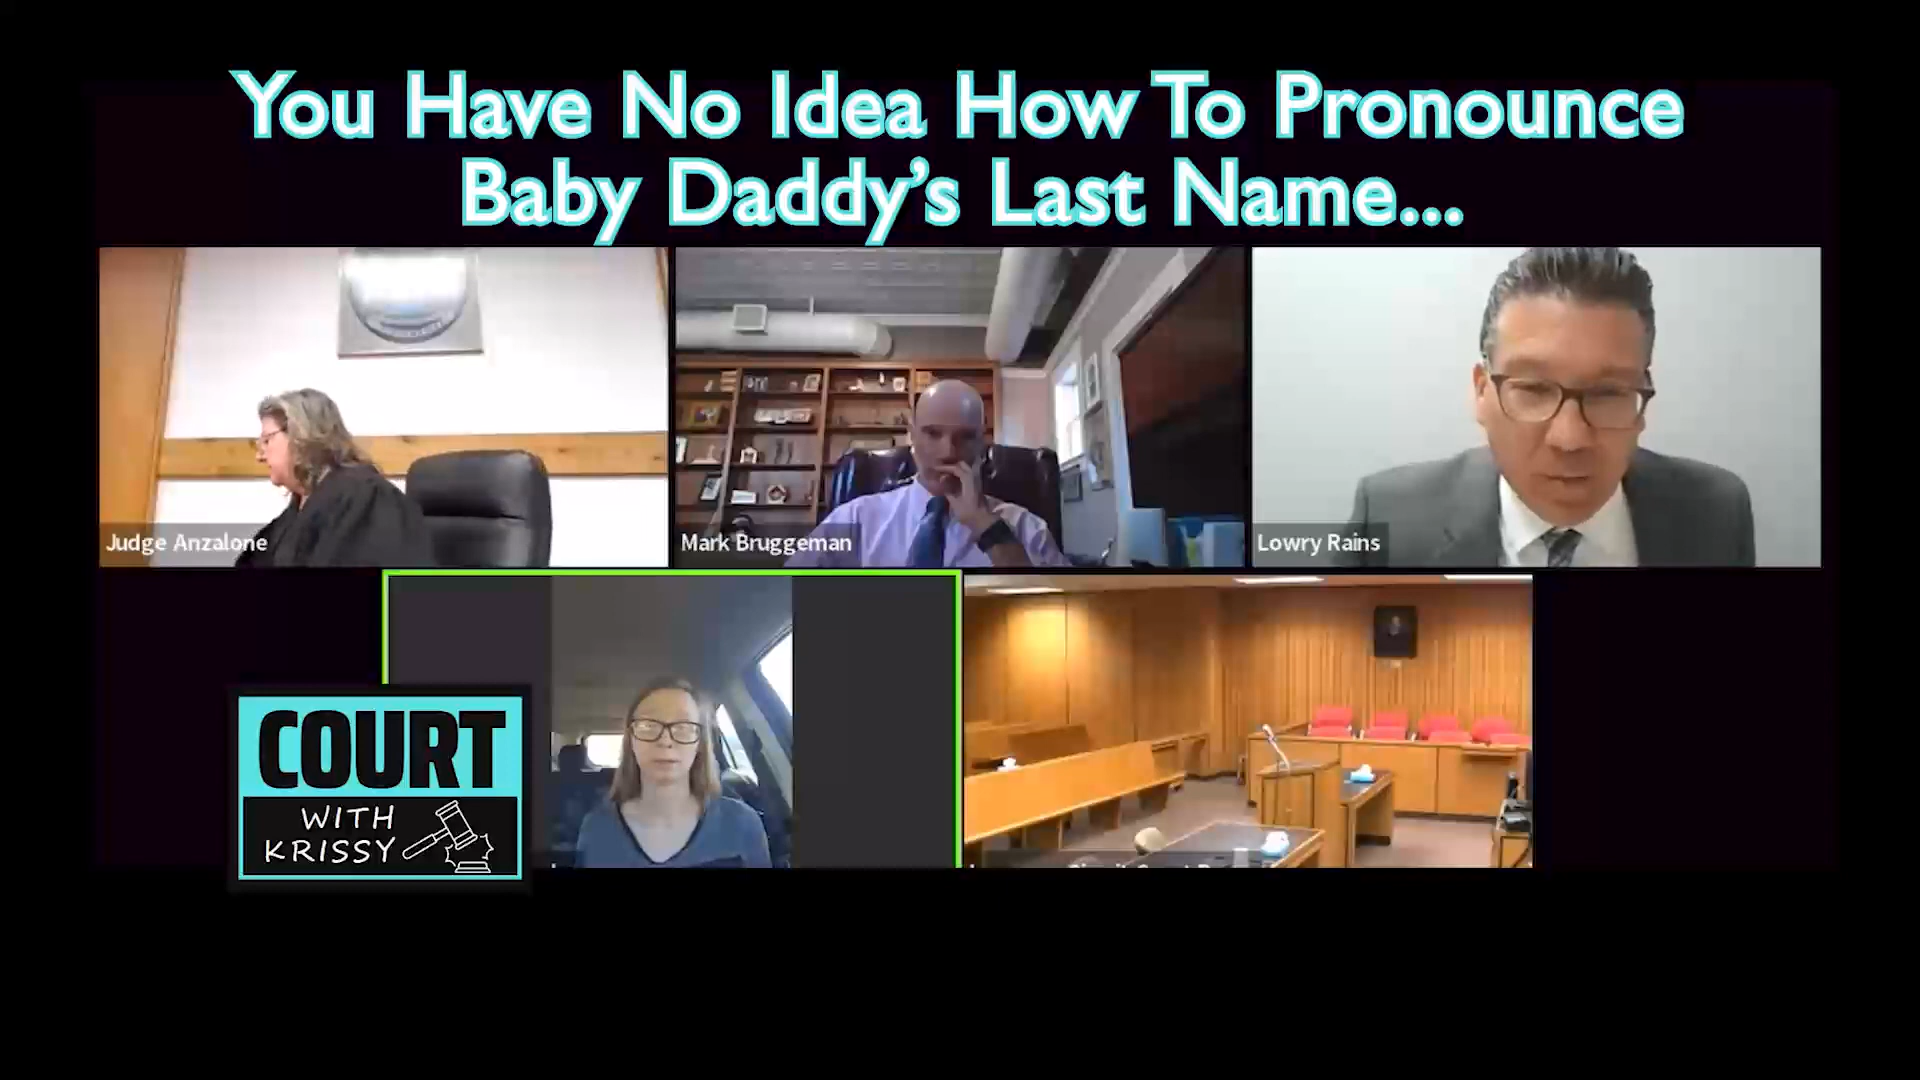 You Have No Idea How To Pronounce
Baby Daddy's Last Name...
Judge Anzalone
Mark Bruggeman
Lowry Rains
COURT
WITH
KRISSY